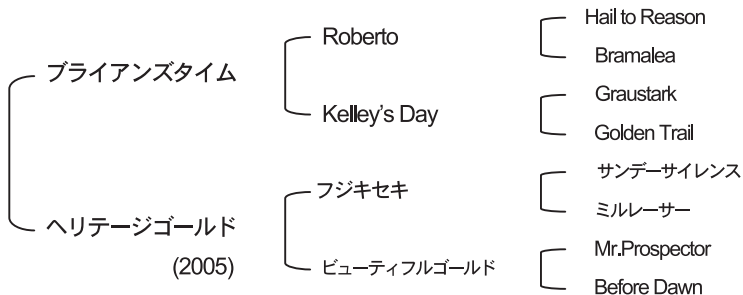 ブライアンズタイム
Roberto
Hail to Reason
Bramalea
Kelley's Day
Graustark
Golden Trail
ヘリテージゴールド
(2005)
フジキセキ
サンデーサイレンス
ミルレーサー
ビューティフルゴールド
Mr.Prospector
Before Dawn